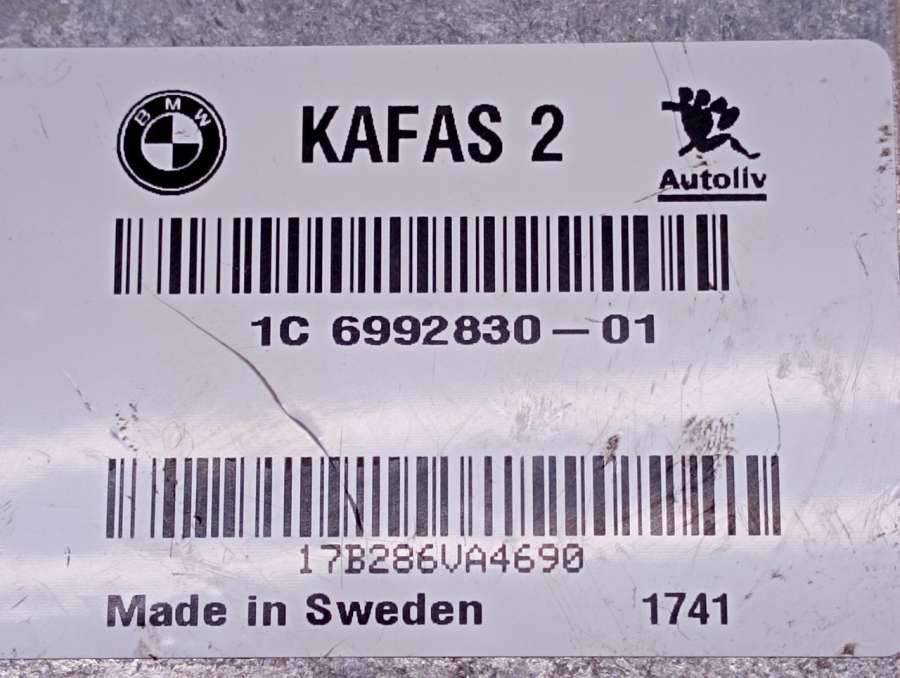 BMW KAFAS 2 Autoliv
1C 6992830-01
17B286VA4690
Made in Sweden 1741